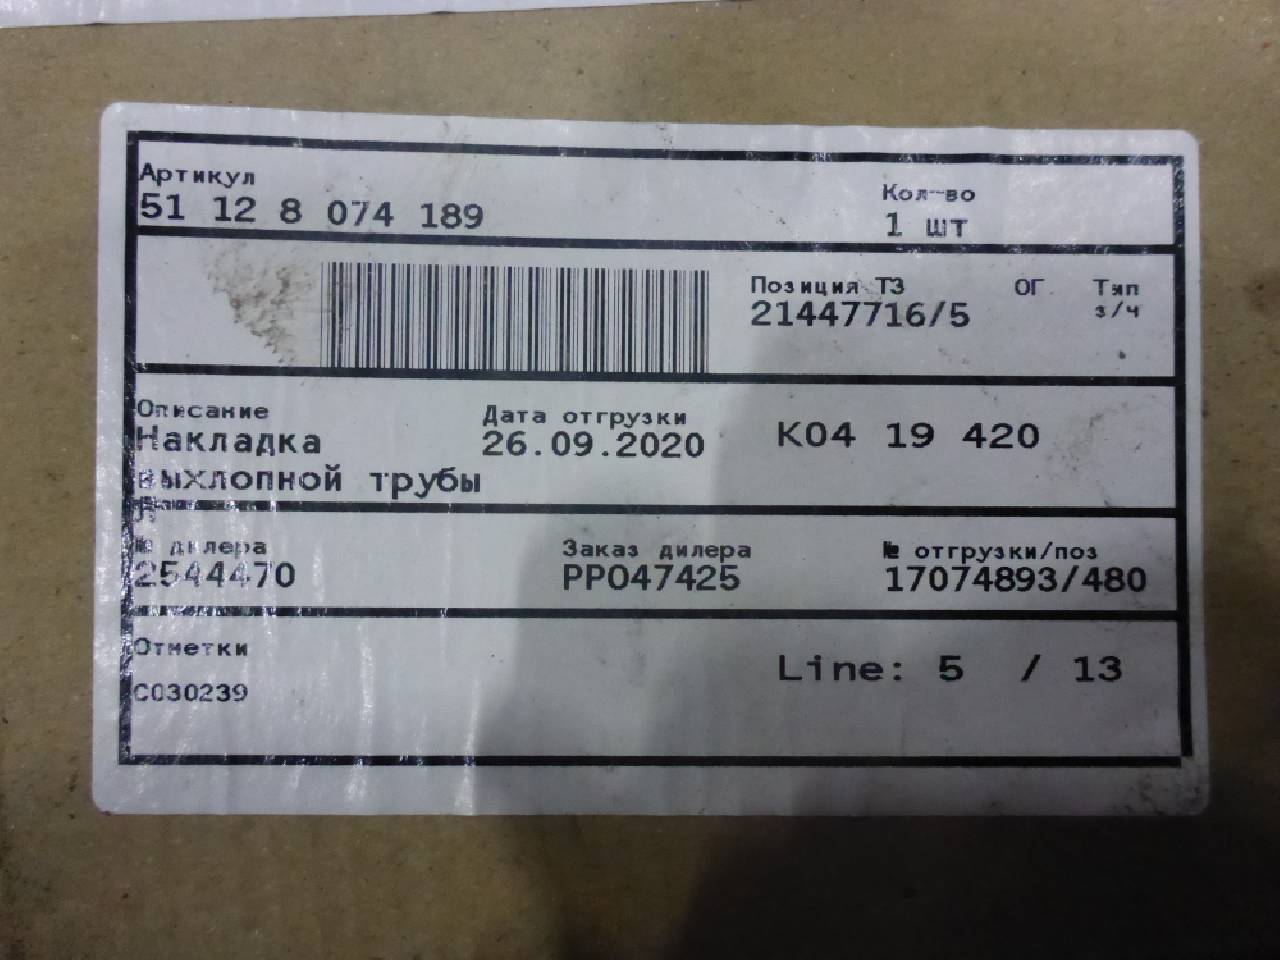 Артикул
51 12 8 074 189
Кол-во
1 шт
Позиция ТЗ
21447716/5
ОГ
Тип
з/ч
Описание
Накладка
выхлопной трубы
Л
Дата отгрузки
26.09.2020
K04 19 420
№ дилера
2544470
Заказ дилера
PP047425
№ отгрузки/поз
17074893/480
Отметки
C030239
Line: 5 / 13